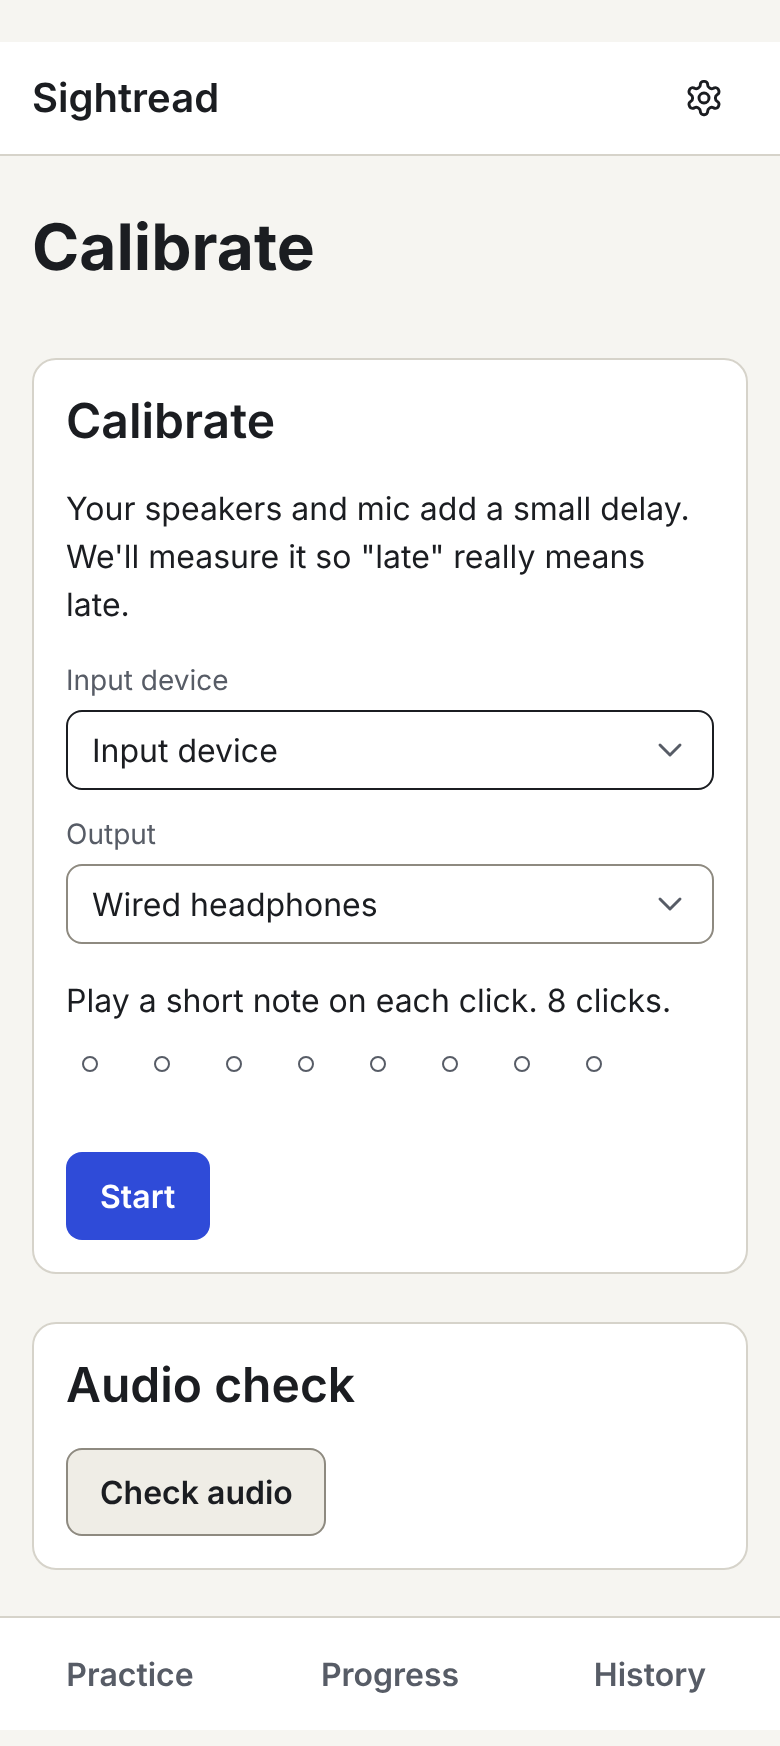 Sightread
Calibrate
Calibrate
Your speakers and mic add a small delay.
We'll measure it so "late" really means
late.
Input device
Input device
Output
Wired headphones
Play a short note on each click. 8 clicks.
Start
Audio check
Check audio
Practice Progress History